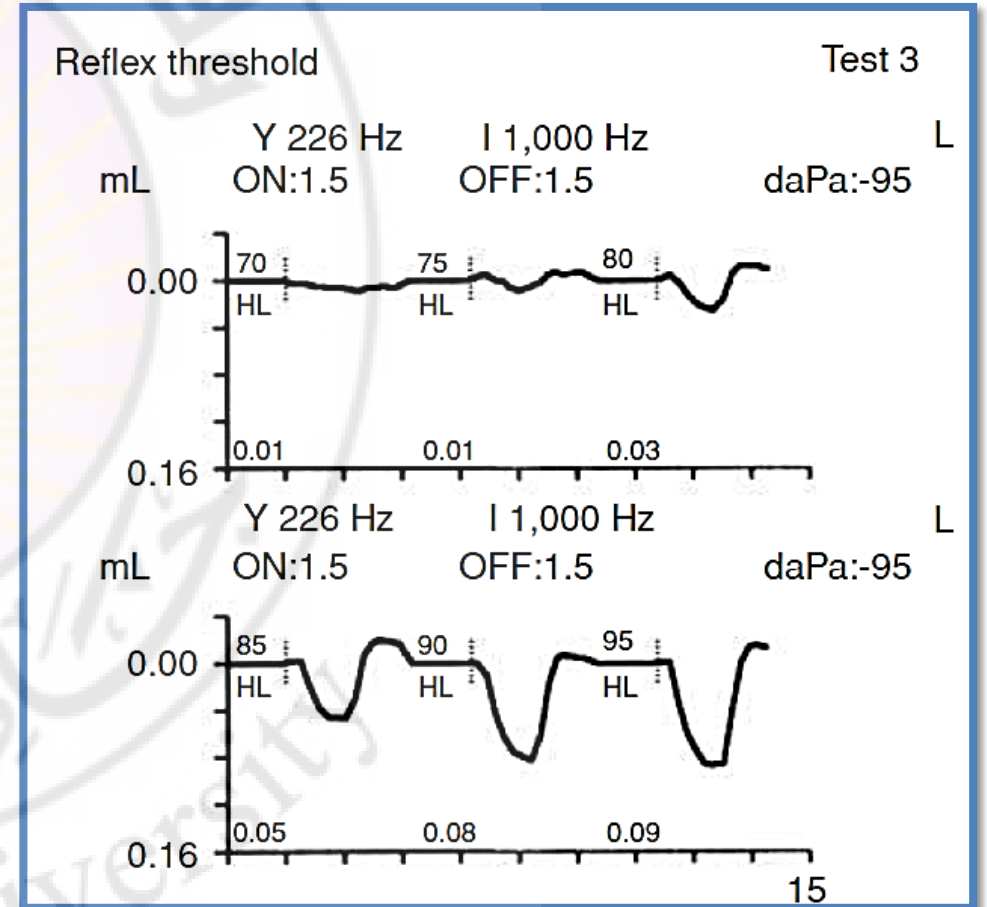 Reflex threshold Test 3
Y 226 Hz I 1,000 Hz L
mL ON:1.5 OFF:1.5 daPa:-95
70 75 80
0.00
HL HL HL
0.01 0.01 0.03
0.16
Y 226 Hz I 1,000 Hz L
mL ON:1.5 OFF:1.5 daPa:-95
85 90 95
0.00
HL HL HL
0.05 0.08 0.09
0.16
15
versity